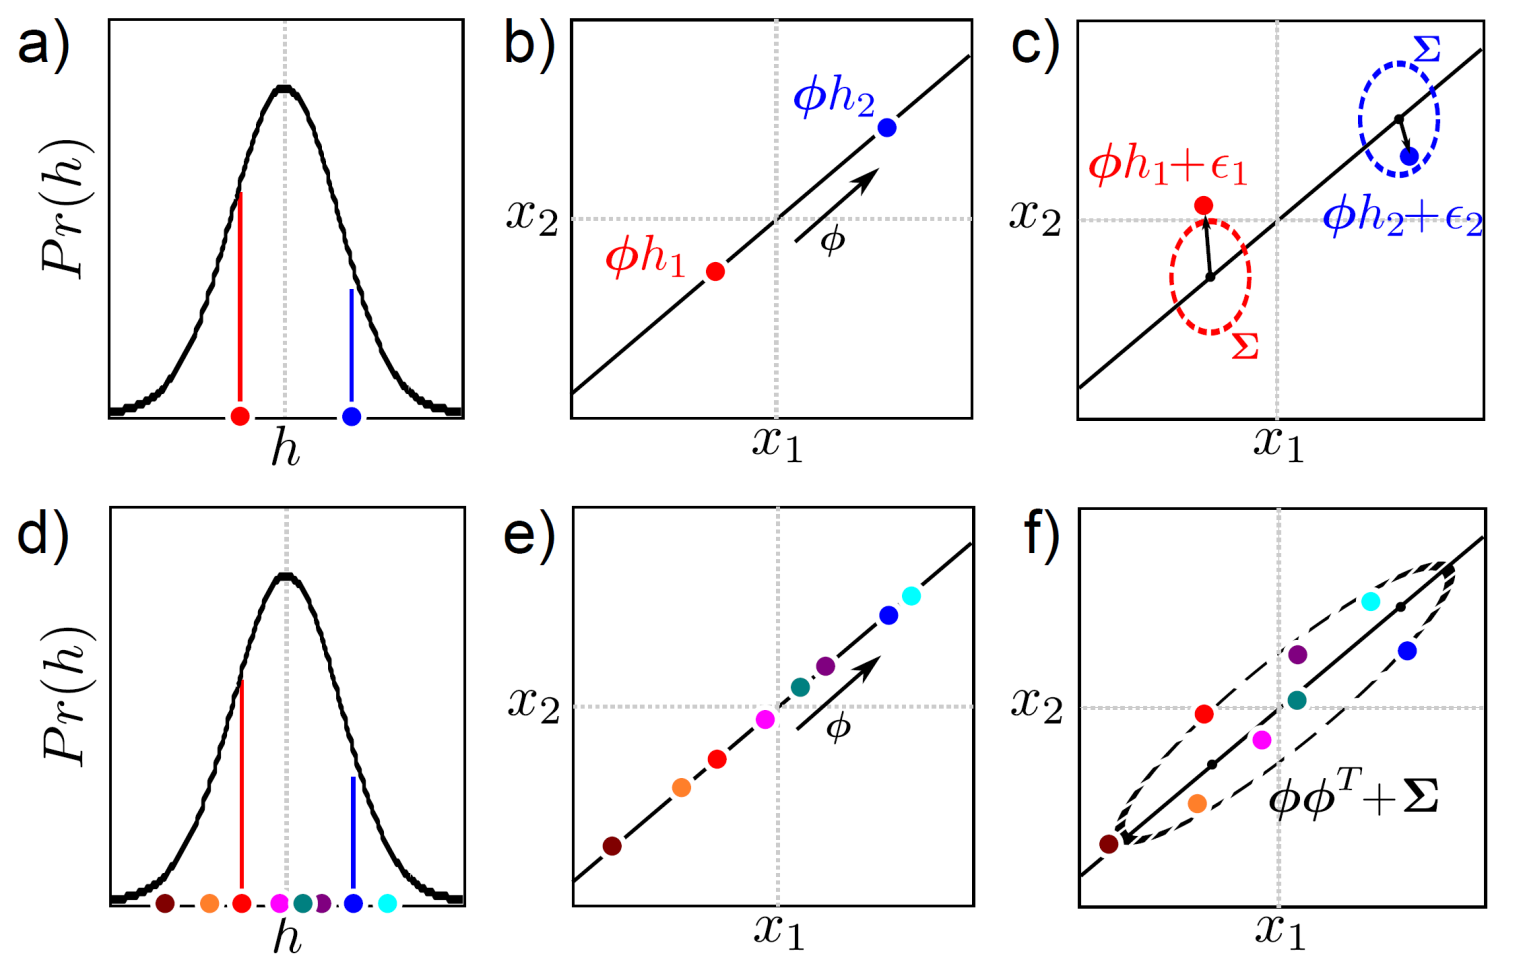 a)
Pr(h)
h
b)
x₂
ϕh₂
ϕh₁
ϕ
x₁
c)
x₂
Σ
ϕh₁+ϵ₁
ϕh₂+ϵ₂
Σ
x₁
d)
Pr(h)
h
e)
x₂
ϕ
x₁
f)
x₂
ϕϕᵀ+Σ
x₁